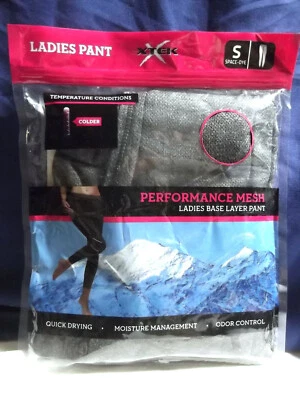 LADIES PANT
XTEK
S
SPACE-DYE
TEMPERATURE CONDITIONS
COLDER
PERFORMANCE MESH
LADIES BASE LAYER PANT
QUICK DRYING · MOISTURE MANAGEMENT · ODOR CONTROL